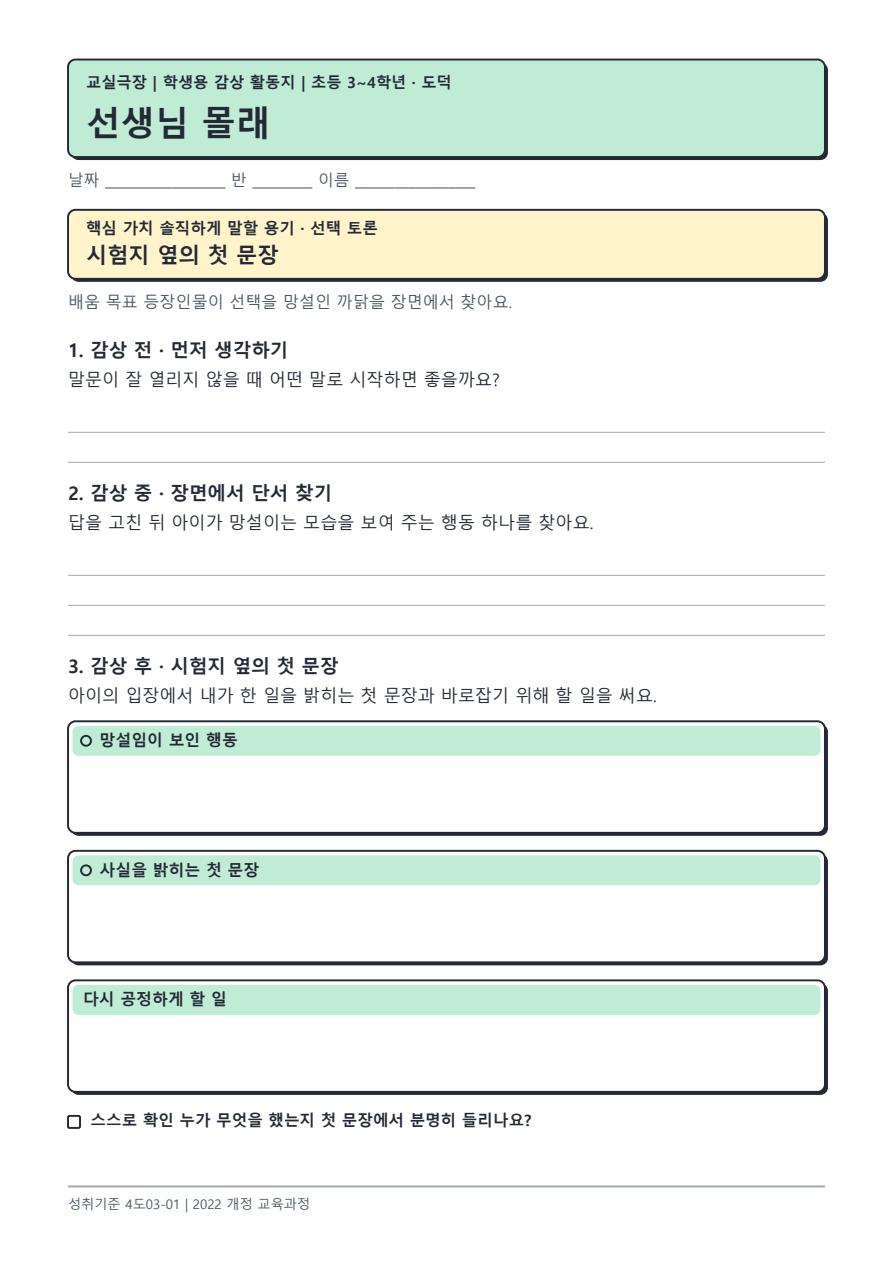 교실극장 | 학생용 감상 활동지 | 초등 3~4학년 · 도덕
선생님 몰래
날짜 _______________ 반 _______ 이름 _______________
핵심 가치 솔직하게 말할 용기 · 선택 토론
시험지 옆의 첫 문장
배움 목표 등장인물이 선택을 망설인 까닭을 장면에서 찾아요.
1. 감상 전 · 먼저 생각하기
말문이 잘 열리지 않을 때 어떤 말로 시작하면 좋을까요?
2. 감상 중 · 장면에서 단서 찾기
답을 고친 뒤 아이가 망설이는 모습을 보여 주는 행동 하나를 찾아요.
3. 감상 후 · 시험지 옆의 첫 문장
아이의 입장에서 내가 한 일을 밝히는 첫 문장과 바로잡기 위해 할 일을 써요.
망설임이 보인 행동
사실을 밝히는 첫 문장
다시 공정하게 할 일
스스로 확인 누가 무엇을 했는지 첫 문장에서 분명히 들리나요?
성취기준 4도03-01 | 2022 개정 교육과정